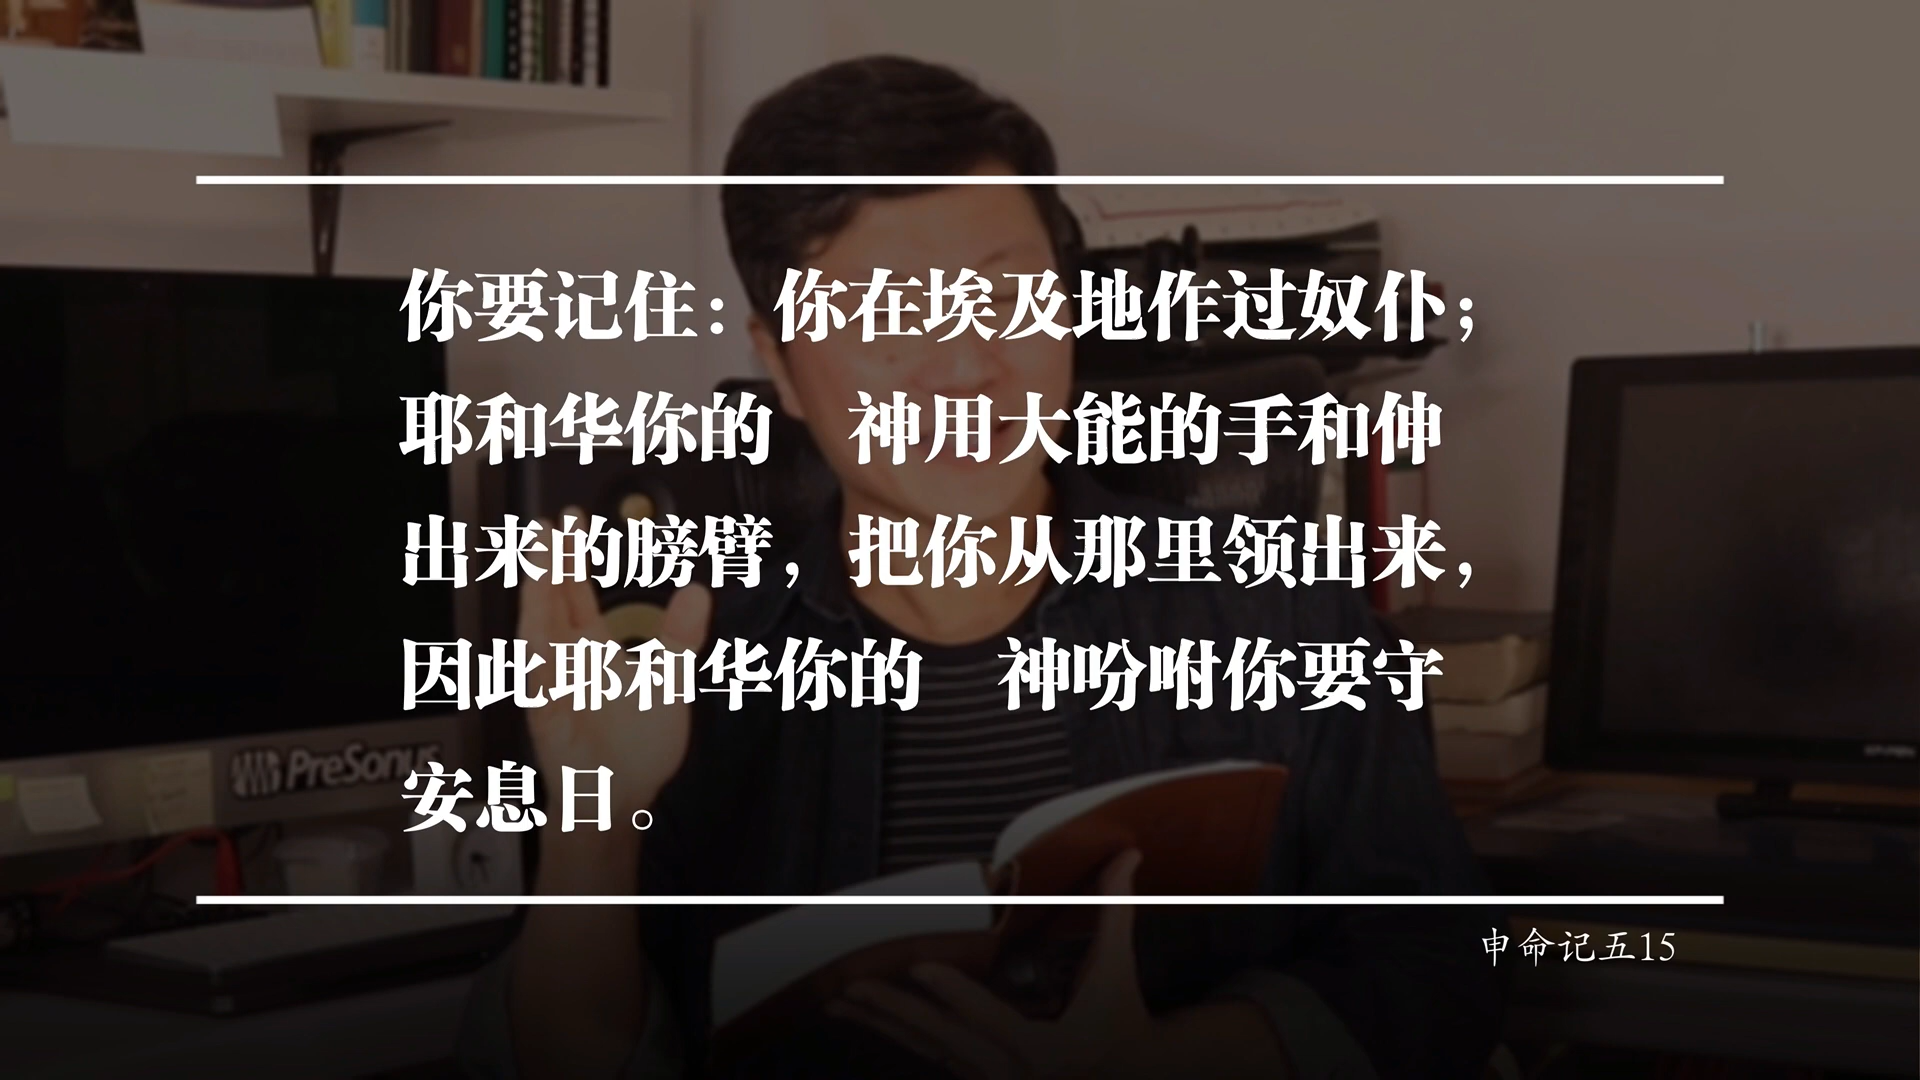 你要记住：你在埃及地作过奴仆；
耶和华你的　神用大能的手和伸
出来的膀臂，把你从那里领出来，
因此耶和华你的　神吩咐你要守
安息日。
PreSonus
申命记五15